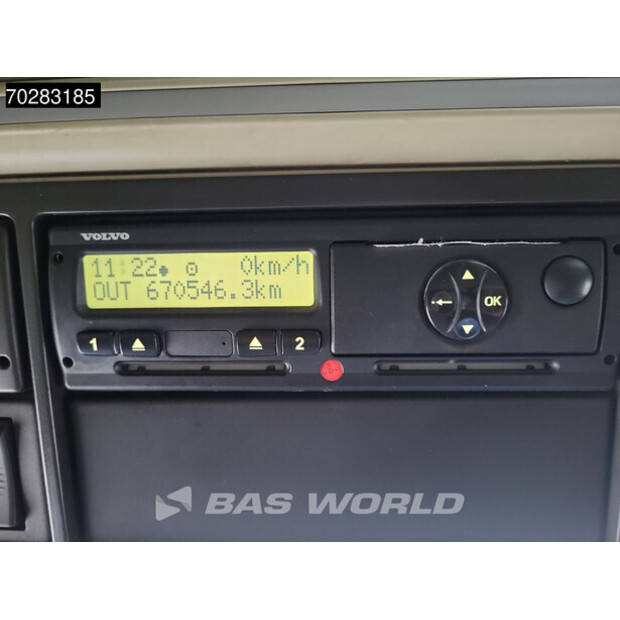 70283185
VOLVO
11:22 0km/h
OUT 670546.3km
OK
1 2
BAS WORLD